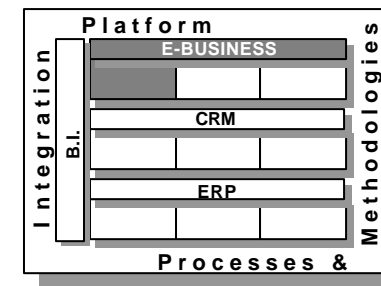 Platform
E-BUSINESS
Integration
B.I.
CRM
ERP
Processes &
Methodologies